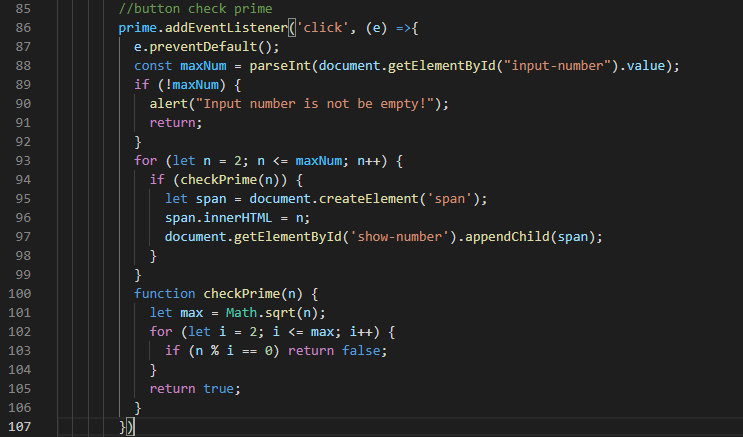 85 //button check prime
86 prime.addEventListener('click', (e) =>{
87 e.preventDefault();
88 const maxNum = parseInt(document.getElementById("input-number").value);
89 if (!maxNum) {
90 alert("Input number is not be empty!");
91 return;
92 }
93 for (let n = 2; n <= maxNum; n++) {
94 if (checkPrime(n)) {
95 let span = document.createElement('span');
96 span.innerHTML = n;
97 document.getElementById('show-number').appendChild(span);
98 }
99 }
100 function checkPrime(n) {
101 let max = Math.sqrt(n);
102 for (let i = 2; i <= max; i++) {
103 if (n % i == 0) return false;
104 }
105 return true;
106 }
107 })